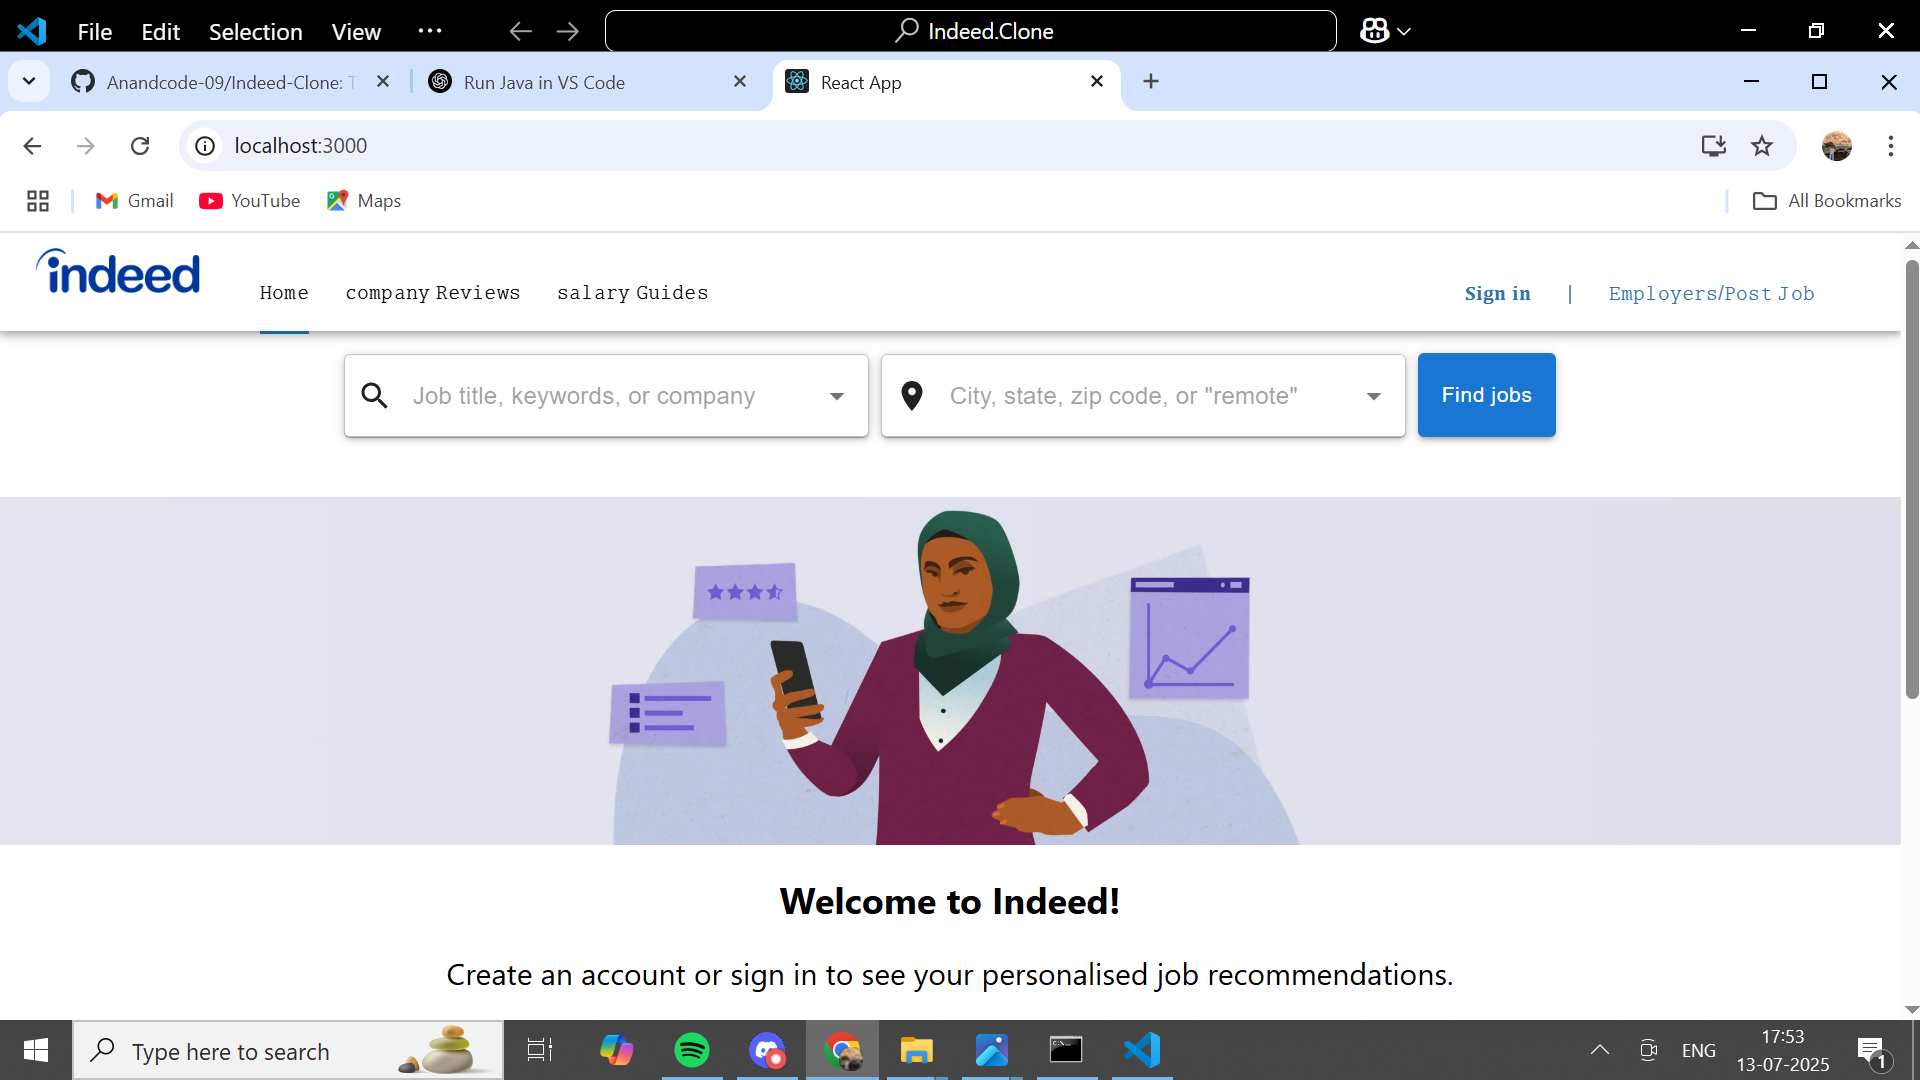 File Edit Selection View ··· Indeed.Clone
Anandcode-09/Indeed-Clone: T Run Java in VS Code React App
localhost:3000
Gmail YouTube Maps All Bookmarks
indeed Home company Reviews salary Guides Sign in | Employers/Post Job
Job title, keywords, or company City, state, zip code, or "remote" Find jobs
Welcome to Indeed!
Create an account or sign in to see your personalised job recommendations.
Type here to search ENG 17:53
13-07-2025 1